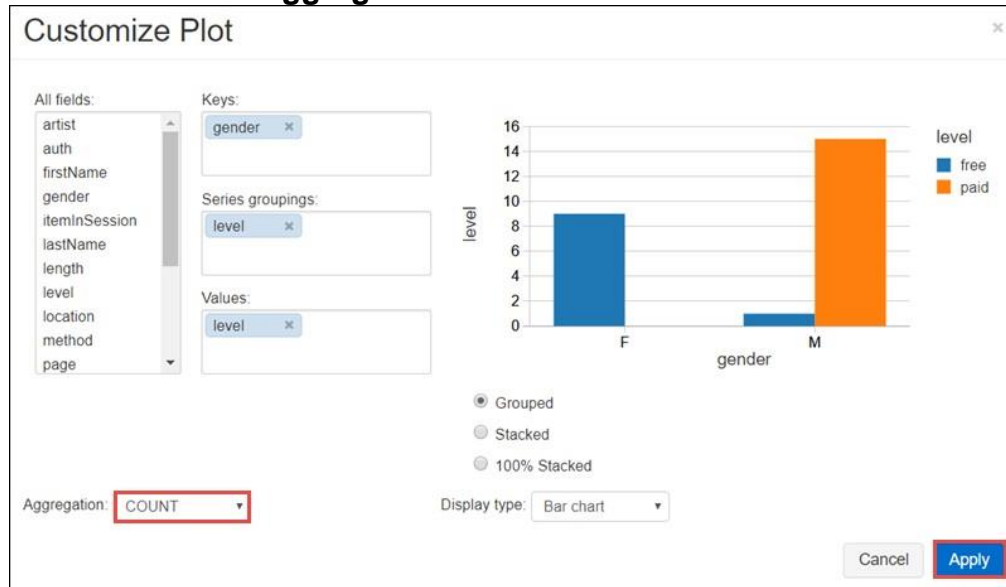 Customize Plot
×
All fields:
artist
auth
firstName
gender
itemInSession
lastName
length
level
location
method
page
Keys:
gender ×
Series groupings:
level ×
Values:
level ×
16
14
12
10
8
6
4
2
0
level
F
M
gender
level
free
paid
Grouped
Stacked
100% Stacked
Aggregation: COUNT
Display type: Bar chart
Cancel
Apply